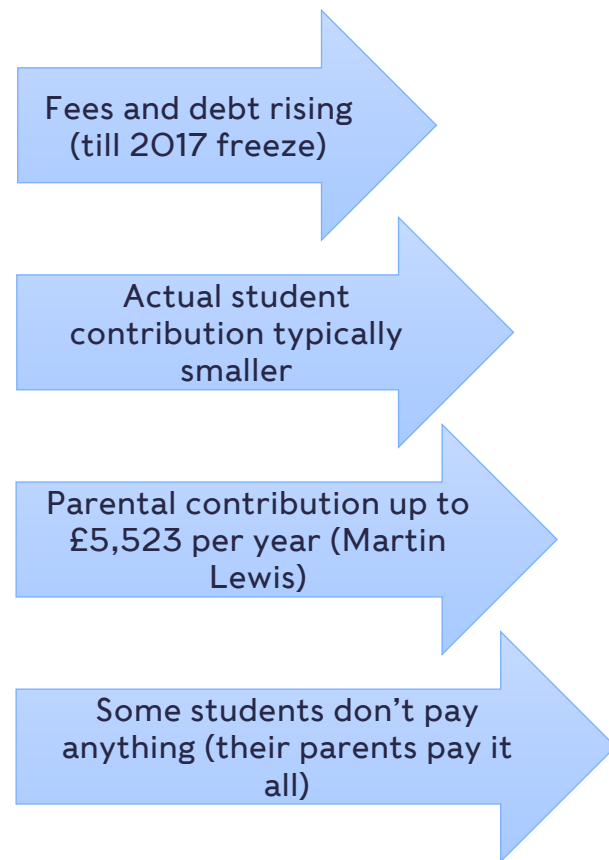 Fees and debt rising
(till 2017 freeze)
Actual student
contribution typically
smaller
Parental contribution up to
£5,523 per year (Martin
Lewis)
Some students don’t pay
anything (their parents pay it
all)